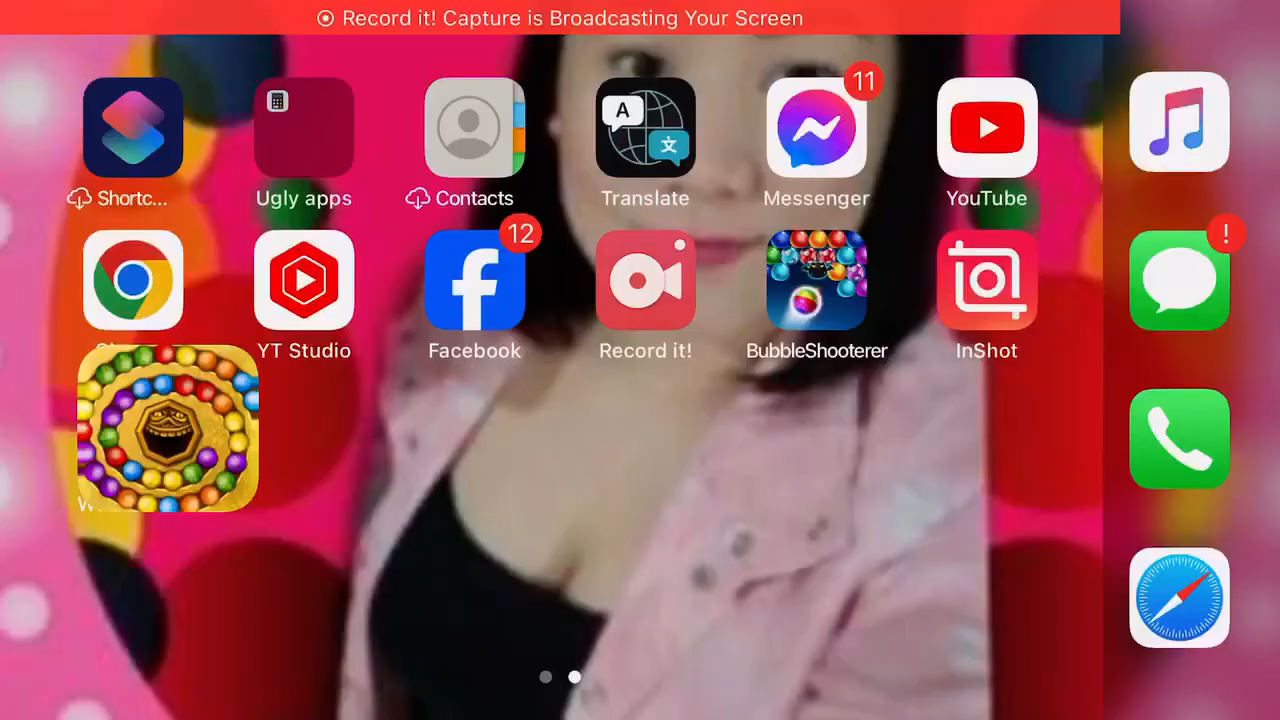 Record it! Capture is Broadcasting Your Screen
11
A
文
Shortc...
Ugly apps
Contacts
Translate
Messenger
YouTube
12
!
YT Studio
Facebook
Record it!
BubbleShooterer
InShot